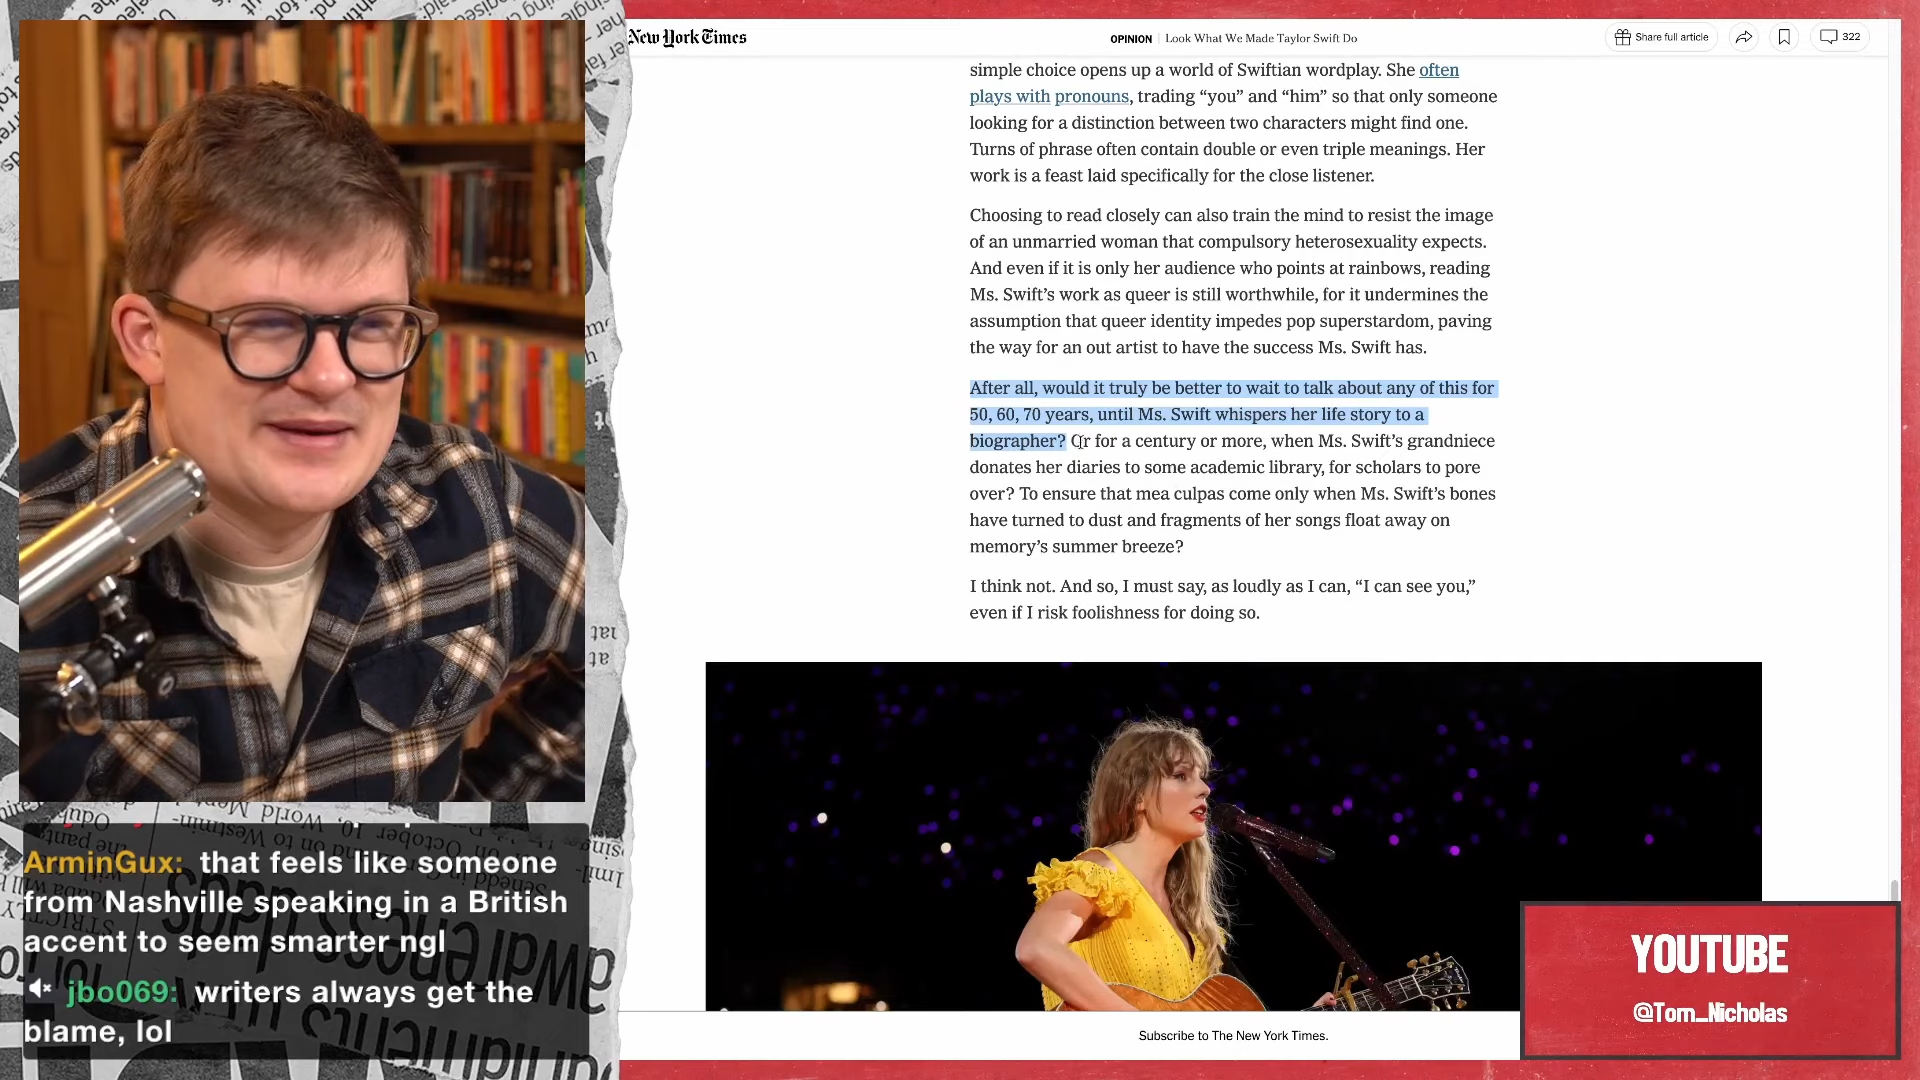 New York Times
OPINION | Look What We Made Taylor Swift Do
Share full article
322
simple choice opens up a world of Swiftian wordplay. She often
plays with pronouns, trading “you” and “him” so that only someone
looking for a distinction between two characters might find one.
Turns of phrase often contain double or even triple meanings. Her
work is a feast laid specifically for the close listener.
Choosing to read closely can also train the mind to resist the image
of an unmarried woman that compulsory heterosexuality expects.
And even if it is only her audience who points at rainbows, reading
Ms. Swift’s work as queer is still worthwhile, for it undermines the
assumption that queer identity impedes pop superstardom, paving
the way for an out artist to have the success Ms. Swift has.
After all, would it truly be better to wait to talk about any of this for
50, 60, 70 years, until Ms. Swift whispers her life story to a
biographer? Or for a century or more, when Ms. Swift’s grandniece
donates her diaries to some academic library, for scholars to pore
over? To ensure that mea culpas come only when Ms. Swift’s bones
have turned to dust and fragments of her songs float away on
memory’s summer breeze?
I think not. And so, I must say, as loudly as I can, “I can see you,”
even if I risk foolishness for doing so.
Subscribe to The New York Times.
ArminGux: that feels like someone
from Nashville speaking in a British
accent to seem smarter ngl
jbo069: writers always get the
blame, lol
YOUTUBE
@Tom_Nicholas